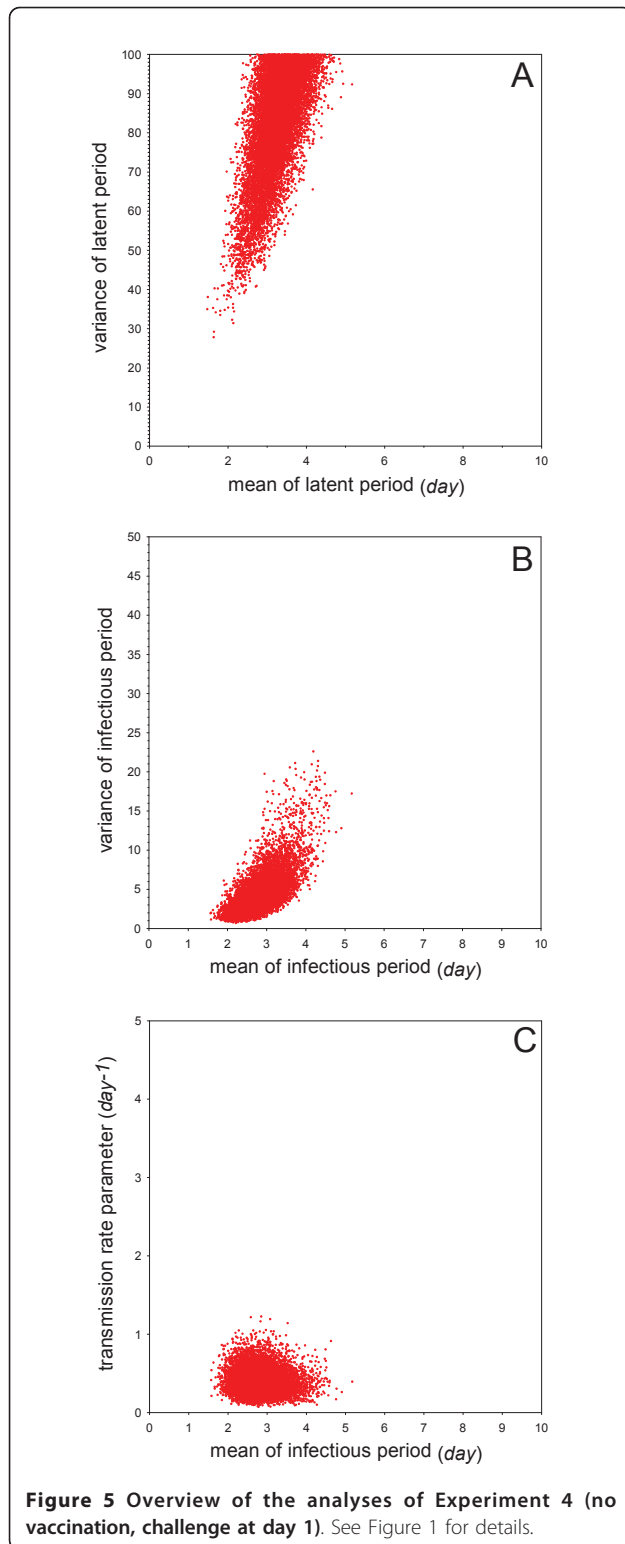 A
100
90
80
70
60
50
40
30
20
10
0
variance of latent period
0 2 4 6 8 10
mean of latent period (day)
B
50
45
40
35
30
25
20
15
10
5
0
variance of infectious period
0 1 2 3 4 5 6 7 8 9 10
mean of infectious period (day)
C
5
4
3
2
1
0
transmission rate parameter (day-1)
0 1 2 3 4 5 6 7 8 9 10
mean of infectious period (day)
Figure 5 Overview of the analyses of Experiment 4 (no
vaccination, challenge at day 1). See Figure 1 for details.